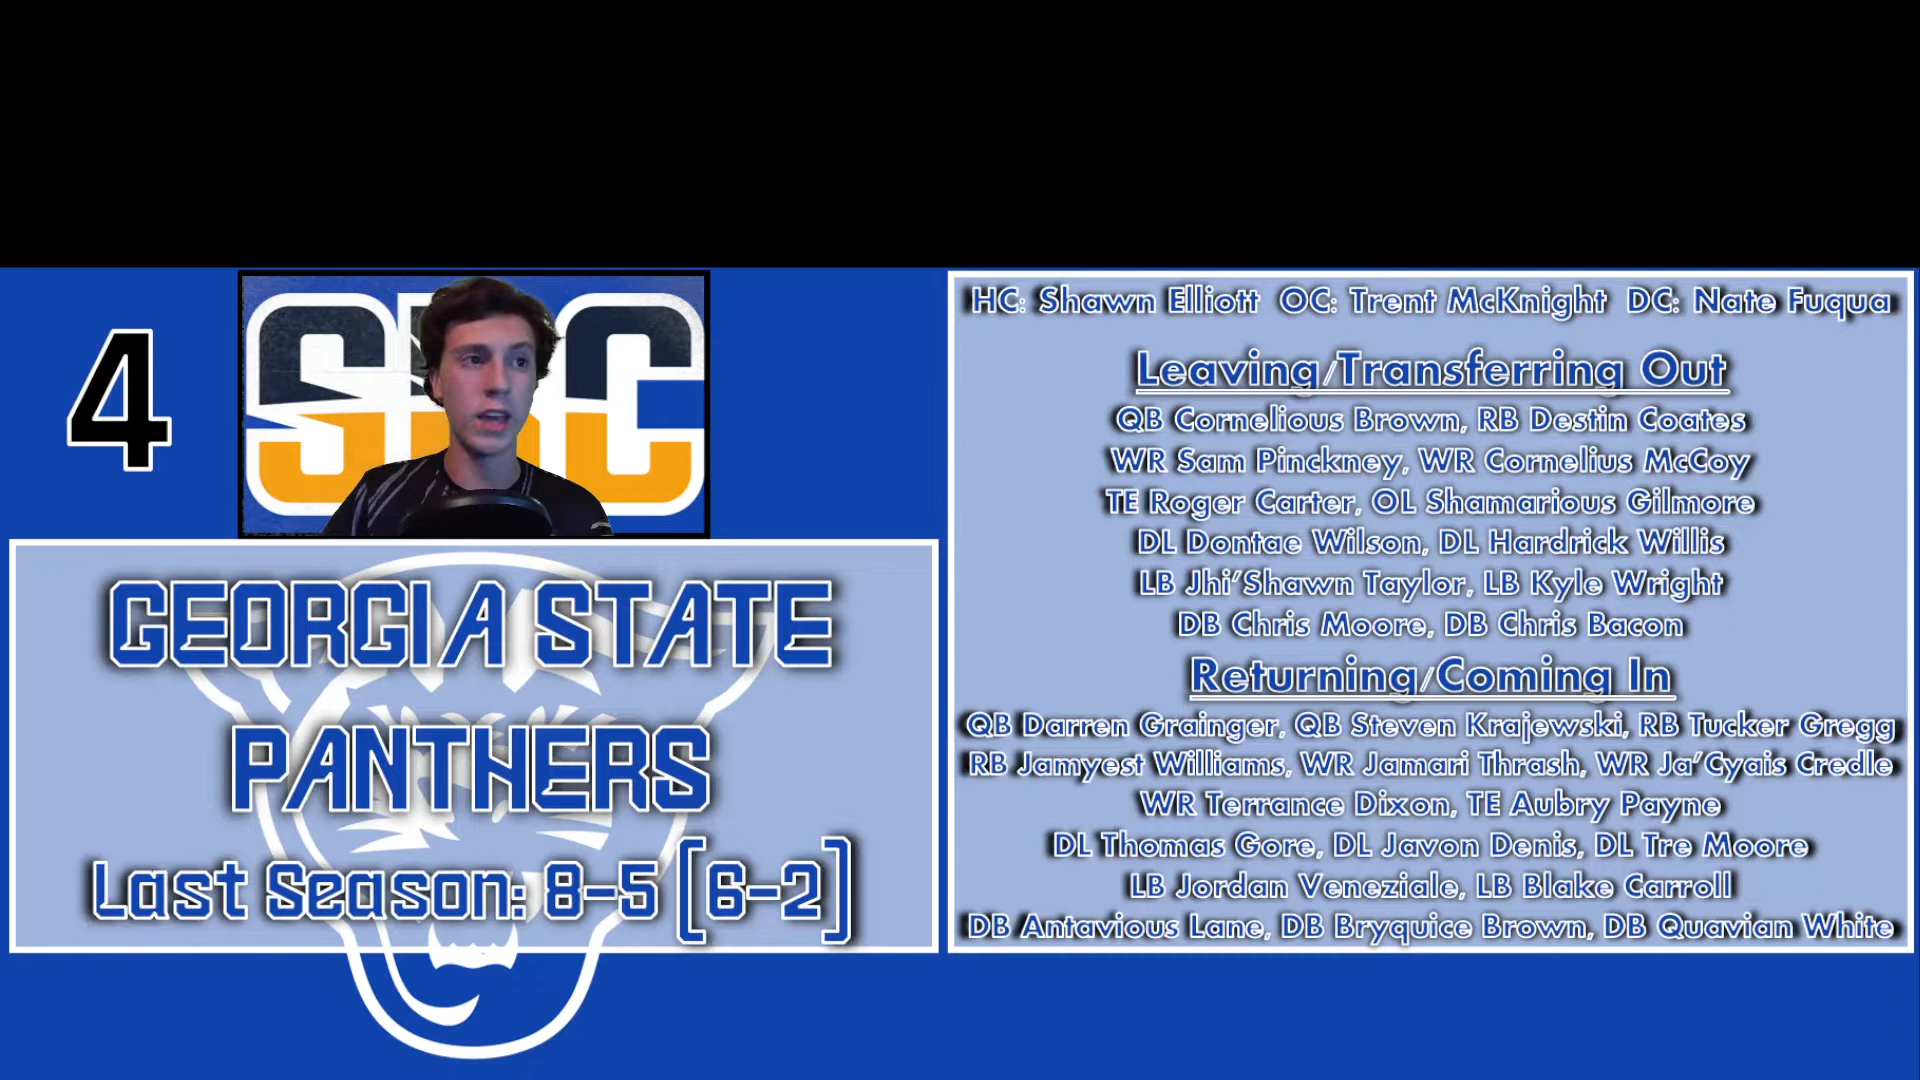 4
SBC
GEORGIA STATE
PANTHERS
Last Season: 8-5 [6-2]
HC: Shawn Elliott OC: Trent McKnight DC: Nate Fuqua
Leaving/Transferring Out
QB Cornelious Brown, RB Destin Coates
WR Sam Pinckney, WR Cornelius McCoy
TE Roger Carter, OL Shamarious Gilmore
DL Dontae Wilson, DL Hardrick Willis
LB Jhi'Shawn Taylor, LB Kyle Wright
DB Chris Moore, DB Chris Bacon
Returning/Coming In
QB Darren Grainger, QB Steven Krajewski, RB Tucker Gregg
RB Jamyest Williams, WR Jamari Thrash, WR Ja'Cyais Credle
WR Terrance Dixon, TE Aubry Payne
DL Thomas Gore, DL Javon Denis, DL Tre Moore
LB Jordan Veneziale, LB Blake Carroll
DB Antavious Lane, DB Bryquice Brown, DB Quavian White